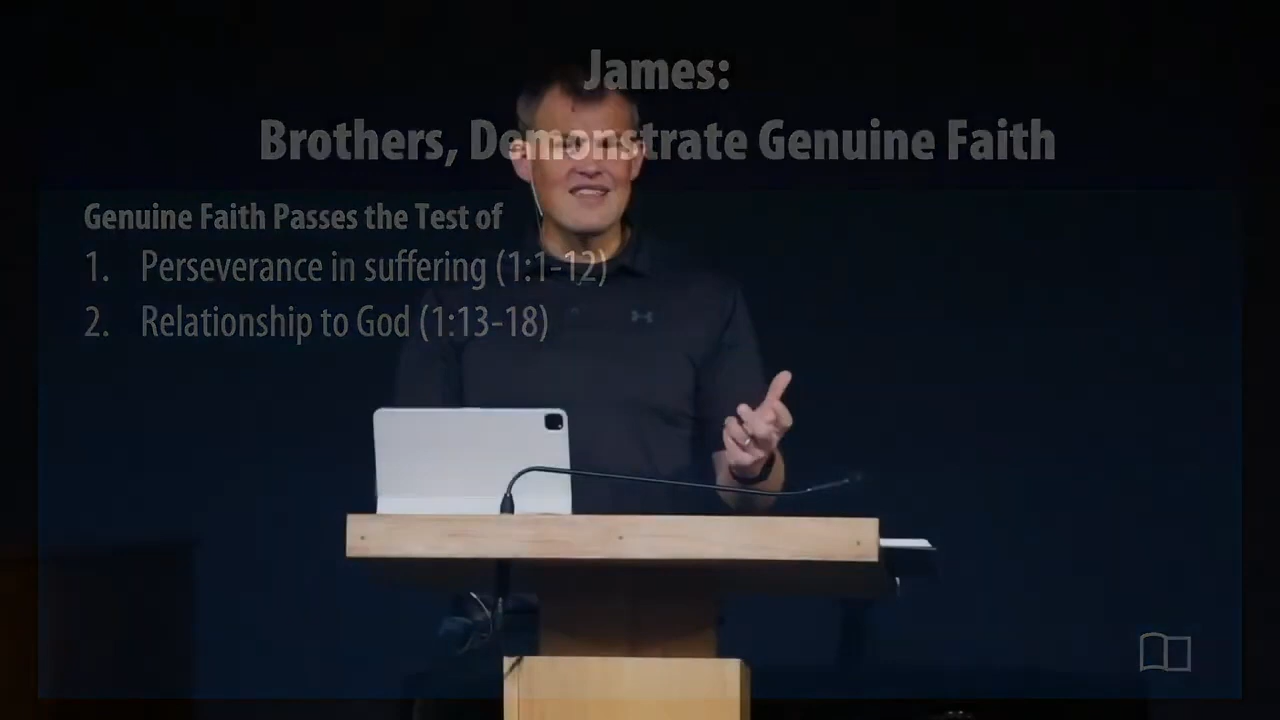 James:
Brothers, Demonstrate Genuine Faith
Genuine Faith Passes the Test of
1. Perseverance in suffering (1:1-12)
2. Relationship to God (1:13-18)